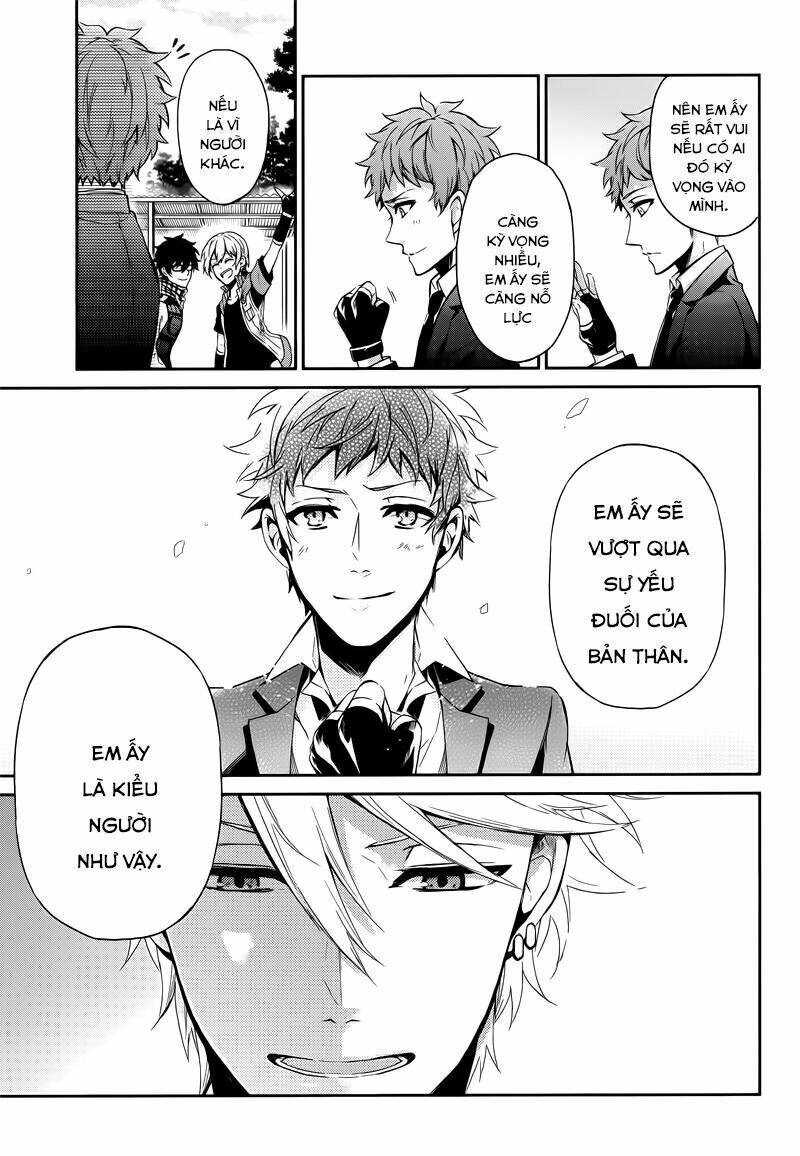 NÊN EM ẤY
SẼ RẤT VUI
NẾU CÓ AI
ĐÓ KỲ
VỌNG VÀO
MÌNH.
CÀNG
KỲ VỌNG
NHIỀU,
EM ẤY SẼ
CÀNG NỖ
LỰC
NẾU
LÀ VÌ
NGƯỜI
KHÁC.
EM ẤY SẼ
VƯỢT QUA
SỰ YẾU
ĐUỐI CỦA
BẢN THÂN.
EM ẤY
LÀ KIỂU
NGƯỜI
NHƯ VẬY.